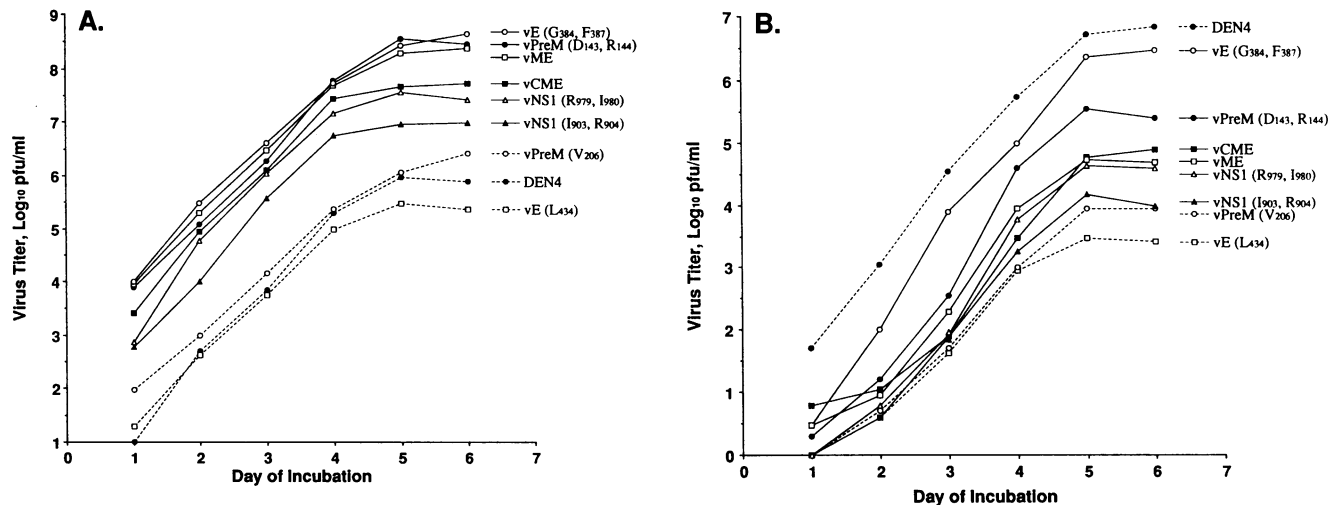 A.
9
8
7
6
5
4
3
2
1
Virus Titer, Log10 pfu/ml
0 1 2 3 4 5 6 7
Day of Incubation
vE (G384, F387)
vPreM (D143, R144)
vME
vCME
vNS1 (R979, I980)
vNS1 (I903, R904)
vPreM (V206)
DEN4
vE (L434)
B.
7
6
5
4
3
2
1
0
Virus Titer, Log10 pfu/ml
0 1 2 3 4 5 6 7
Day of Incubation
DEN4
vE (G384, F387)
vPreM (D143, R144)
vCME
vME
vNS1 (R979, I980)
vNS1 (I903, R904)
vPreM (V206)
vE (L434)